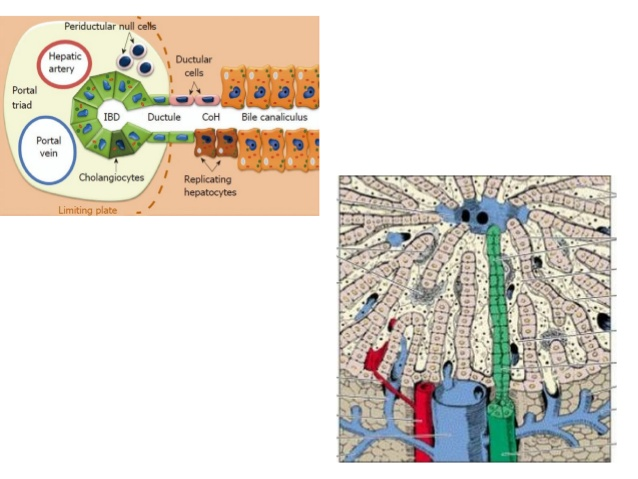 Periductular null cells
Hepatic
artery
Ductular
cells
Portal
triad
IBD
Ductule
CoH
Bile canaliculus
Portal
vein
Cholangiocytes
Replicating
hepatocytes
Limiting plate